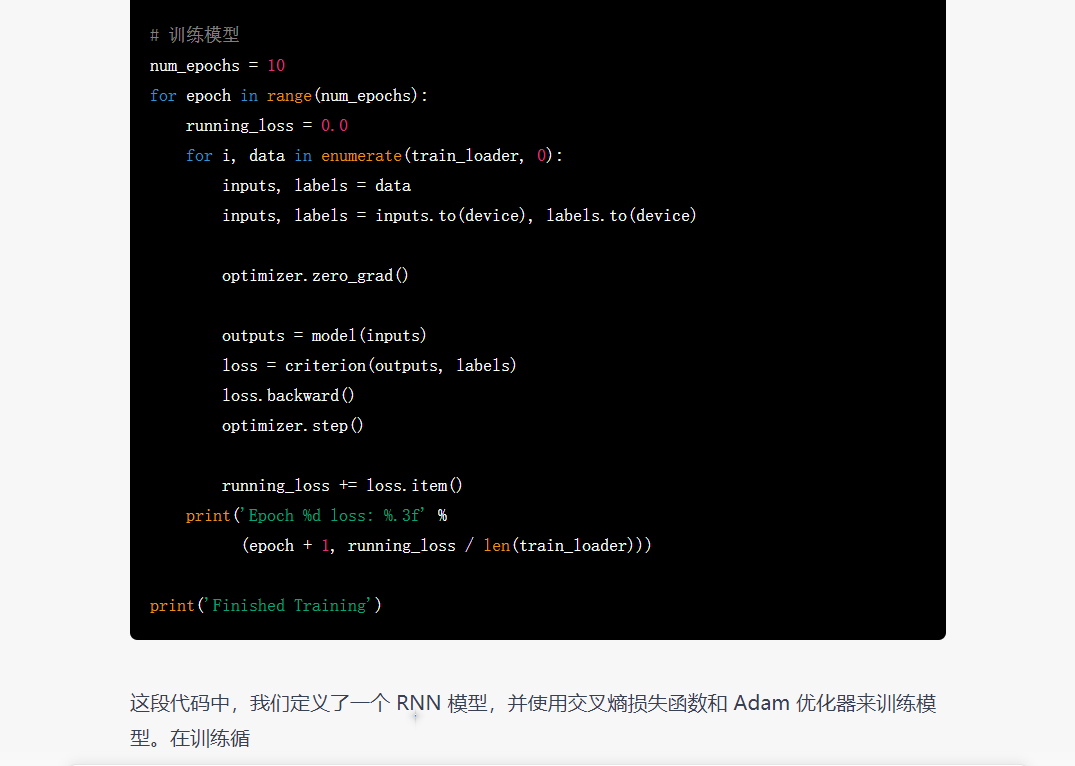 # 训练模型
num_epochs = 10
for epoch in range(num_epochs):
    running_loss = 0.0
    for i, data in enumerate(train_loader, 0):
        inputs, labels = data
        inputs, labels = inputs.to(device), labels.to(device)
        optimizer.zero_grad()
        outputs = model(inputs)
        loss = criterion(outputs, labels)
        loss.backward()
        optimizer.step()
        running_loss += loss.item()
    print('Epoch %d loss: %.3f' %
          (epoch + 1, running_loss / len(train_loader)))
print('Finished Training')
这段代码中，我们定义了一个 RNN 模型，并使用交叉熵损失函数和 Adam 优化器来训练模
型。在训练循